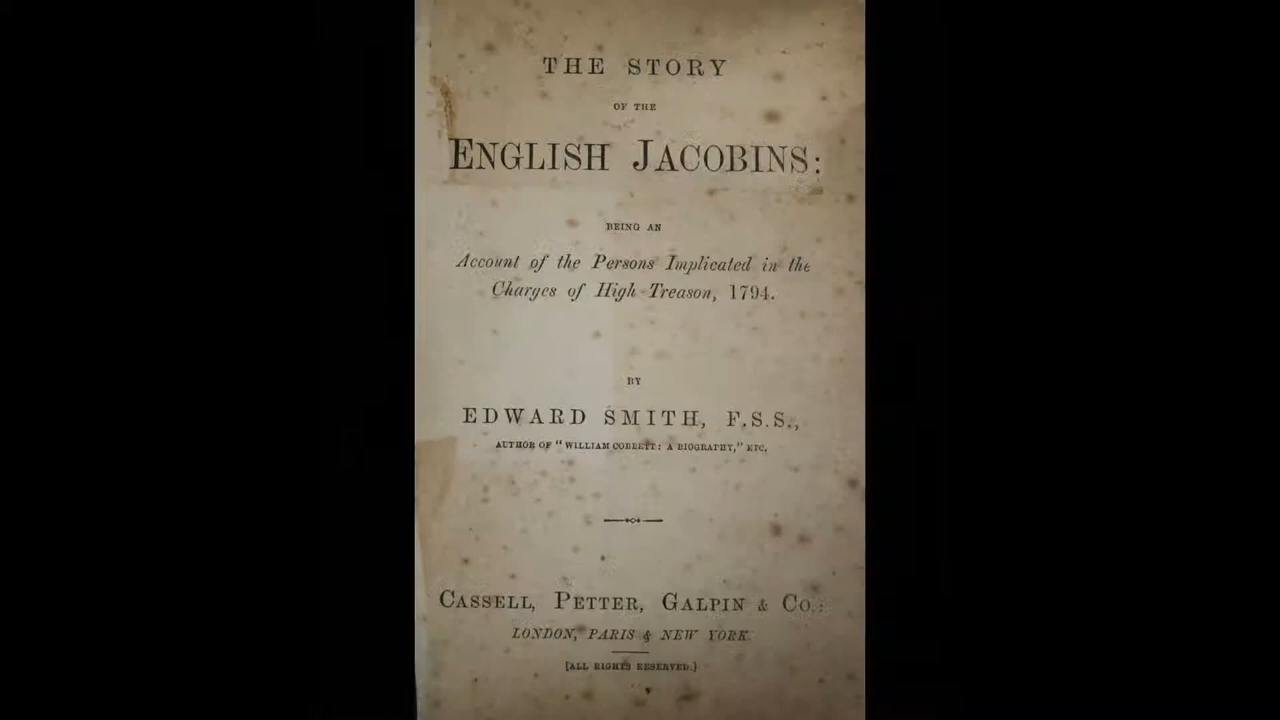 THE STORY
OF THE
ENGLISH JACOBINS:
BEING AN
Account of the Persons Implicated in the
Charges of High Treason, 1794.
BY
EDWARD SMITH, F.S.S.,
AUTHOR OF "WILLIAM COBBETT: A BIOGRAPHY," ETC.
CASSELL, PETTER, GALPIN & CO.:
LONDON, PARIS & NEW YORK.
[ALL RIGHTS RESERVED.]